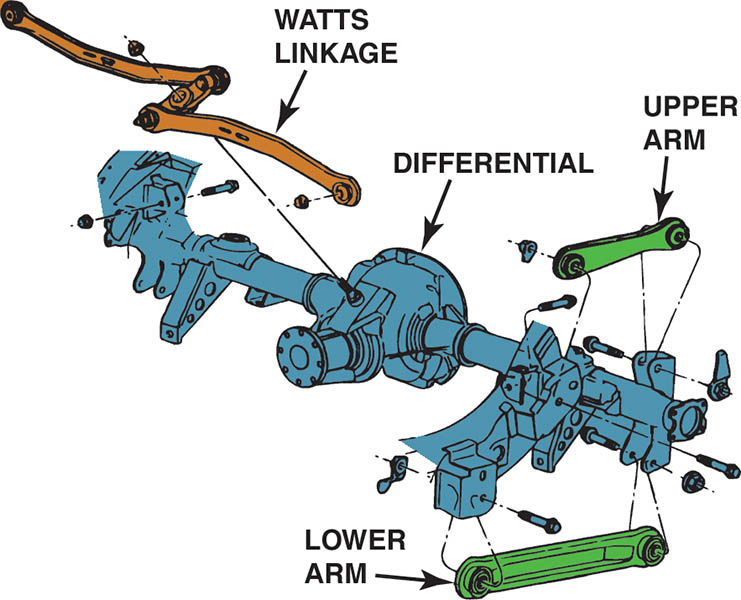 WATTS
LINKAGE
UPPER
ARM
DIFFERENTIAL
LOWER
ARM